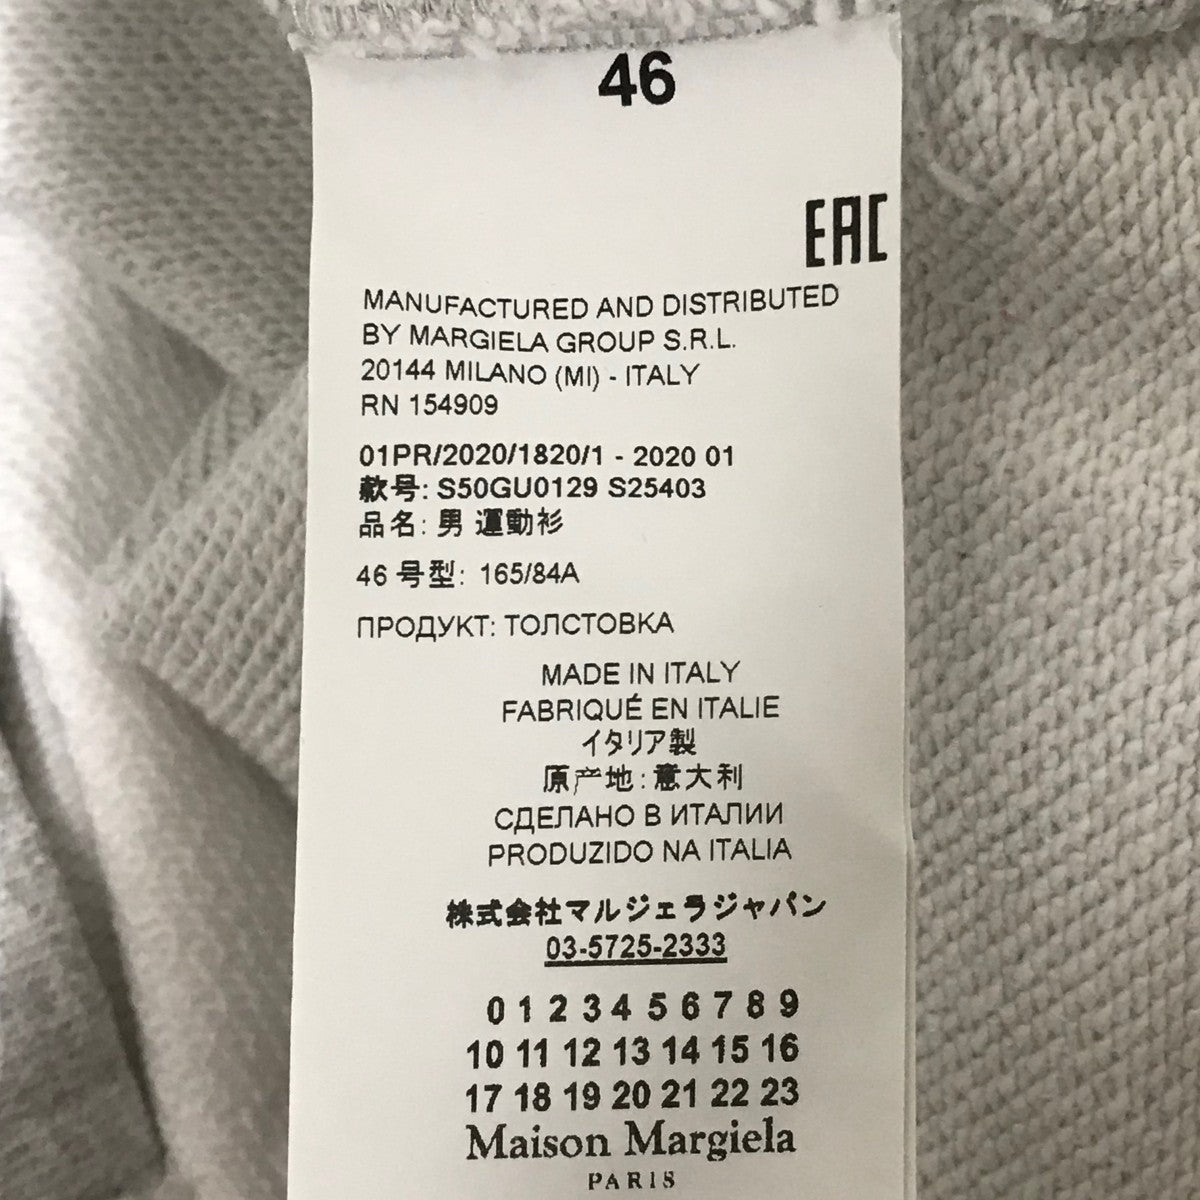 46
EAC
MANUFACTURED AND DISTRIBUTED
BY MARGIELA GROUP S.R.L.
20144 MILANO (MI) - ITALY
RN 154909
01PR/2020/1820/1 - 2020 01
款号: S50GU0129 S25403
品名: 男 運動衫
46 号型: 165/84A
ПРОДУКТ: ТОЛСТОВКА
MADE IN ITALY
FABRIQUÉ EN ITALIE
イタリア製
原产地: 意大利
СДЕЛАНО В ИТАЛИИ
PRODUZIDO NA ITALIA
株式会社マルジェラジャパン
03-5725-2333
0 1 2 3 4 5 6 7 8 9
10 11 12 13 14 15 16
17 18 19 20 21 22 23
Maison Margiela
PARIS